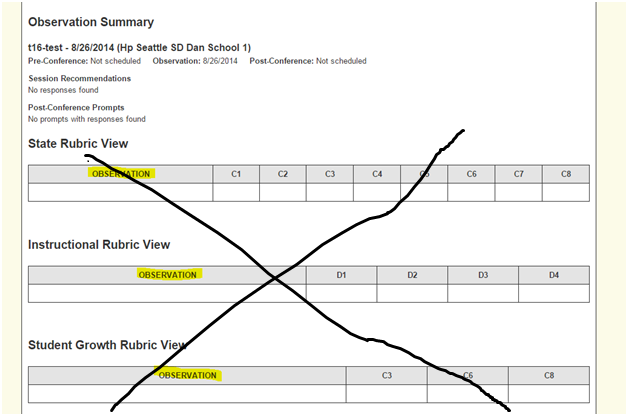 Observation Summary
t16-test - 8/26/2014 (Hp Seattle SD Dan School 1)
Pre-Conference: Not scheduled Observation: 8/26/2014 Post-Conference: Not scheduled
Session Recommendations
No responses found
Post-Conference Prompts
No prompts with responses found
State Rubric View
OBSERVATION C1 C2 C3 C4 C5 C6 C7 C8
Instructional Rubric View
OBSERVATION D1 D2 D3 D4
Student Growth Rubric View
OBSERVATION C3 C6 C8